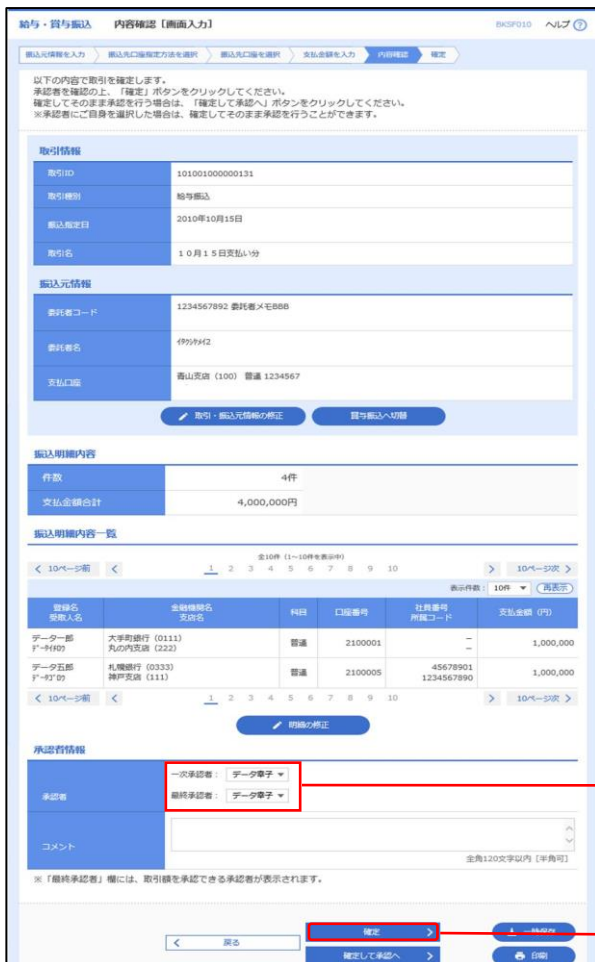 給与・賞与振込 内容確認[画面入力] BKSP010 ヘルプ ?
振込元情報を入力 振込先口座指定方法を選択 振込先口座を選択 支払金額を入力 内容確認 確定
以下の内容で取引を確定します。
承認者を確認の上、「確定」ボタンをクリックしてください。
確定してそのまま承認を行う場合は、「確定して承認へ」ボタンをクリックしてください。
※承認者にご自身を選択した場合は、確定してそのまま承認を行うことができます。
取引情報
取引ID 101001000000131
取引種別 給与振込
振込指定日 2010年10月15日
取引名 10月15日支払い分
振込元情報
委託者コード 1234567892 委託者メモBBB
委託者名
支払口座 青山支店(100) 普通 1234567
取引・振込元情報の修正 賞与振込へ切替
振込明細内容
件数 4件
支払金額合計 4,000,000円
振込明細内容一覧
全10件(1~10件を表示中)
< 10ページ前 < 1 2 3 4 5 6 7 8 9 10 > 10ページ次 >
表示件数: 10件 ▼ 再表示
登録名 受取人名 金融機関名 支店名 科目 口座番号 社員番号 所属コード 支払金額(円)
データ一郎 大手町銀行(0111) 普通 2100001 − 1,000,000
ﾃﾞｰﾀｲﾁﾛｳ 丸の内支店(222) −
データ五郎 札幌銀行(0333) 普通 2100005 45678901 1,000,000
ﾃﾞｰﾀｺﾞﾛｳ 神戸支店(111) 1234567890
< 10ページ前 < 1 2 3 4 5 6 7 8 9 10 > 10ページ次 >
明細の修正
承認者情報
承認者 一次承認者: データ幸子 ▼
最終承認者: データ幸子 ▼
コメント
全角120文字以内[半角可]
※「最終承認者」欄には、取引額を承認できる承認者が表示されます。
< 戻る 確定 > 一時保存
確定して承認へ > 印刷